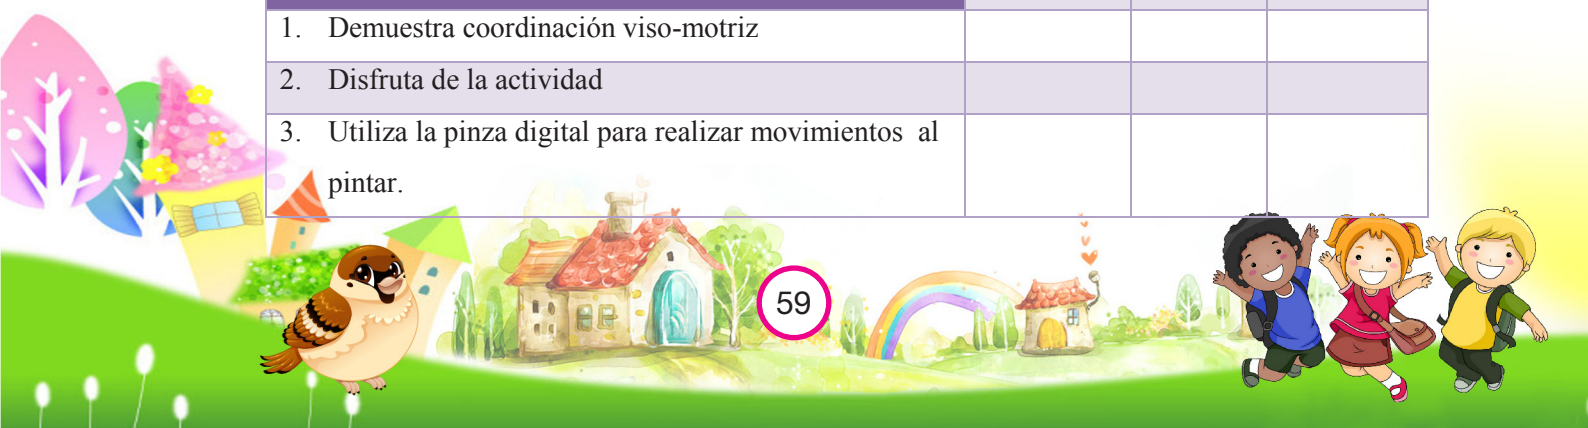 1. Demuestra coordinación viso-motriz
2. Disfruta de la actividad
3. Utiliza la pinza digital para realizar movimientos al
pintar.
59